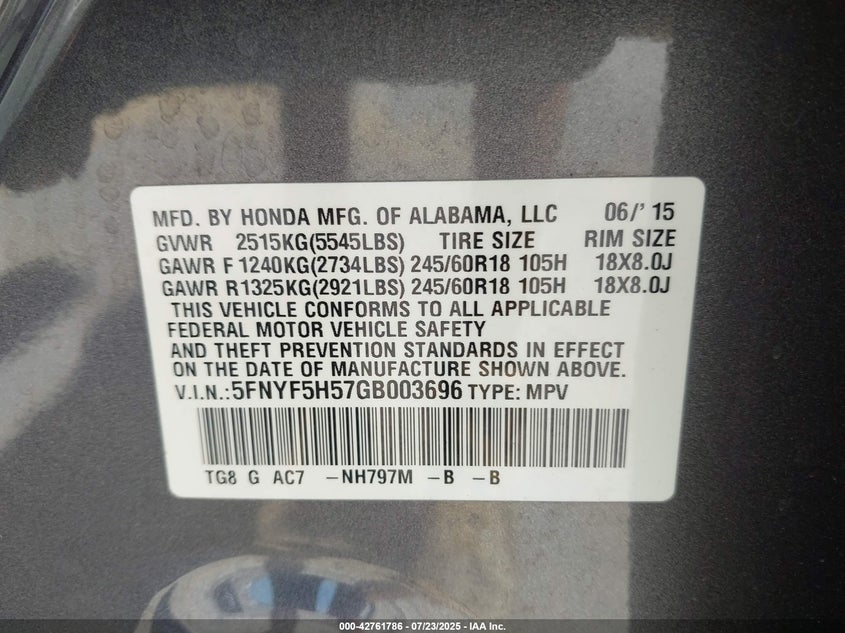 MFD. BY HONDA MFG. OF ALABAMA, LLC 06/'15
GVWR 2515KG(5545LBS) TIRE SIZE RIM SIZE
GAWR F 1240KG(2734LBS) 245/60R18 105H 18X8.0J
GAWR R1325KG(2921LBS) 245/60R18 105H 18X8.0J
THIS VEHICLE CONFORMS TO ALL APPLICABLE
FEDERAL MOTOR VEHICLE SAFETY
AND THEFT PREVENTION STANDARDS IN EFFECT
ON THE DATE OF MANUFACTURE SHOWN ABOVE.
V.I.N.:5FNYF5H57GB003696 TYPE: MPV
TG8 G AC7 -NH797M -B -B
000-42761786 - 07/23/2025 - IAA Inc.